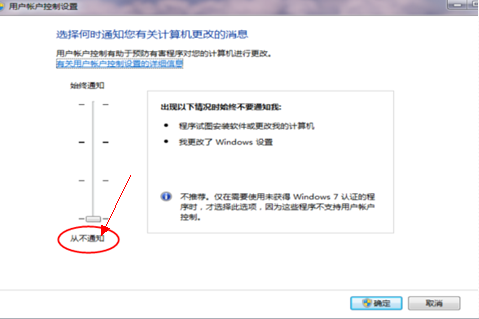 用户帐户控制设置
选择何时通知您有关计算机更改的消息
用户帐户控制有助于预防有害程序对您的计算机进行更改。
有关用户帐户控制设置的详细信息
始终通知
出现以下情况时始终不要通知我:
• 程序试图安装软件或更改我的计算机
• 我更改了 Windows 设置
不推荐。仅在需要使用未获得 Windows 7 认证的程
序时，才选择此选项，因为这些程序不支持用户帐户
控制。
从不通知
确定
取消